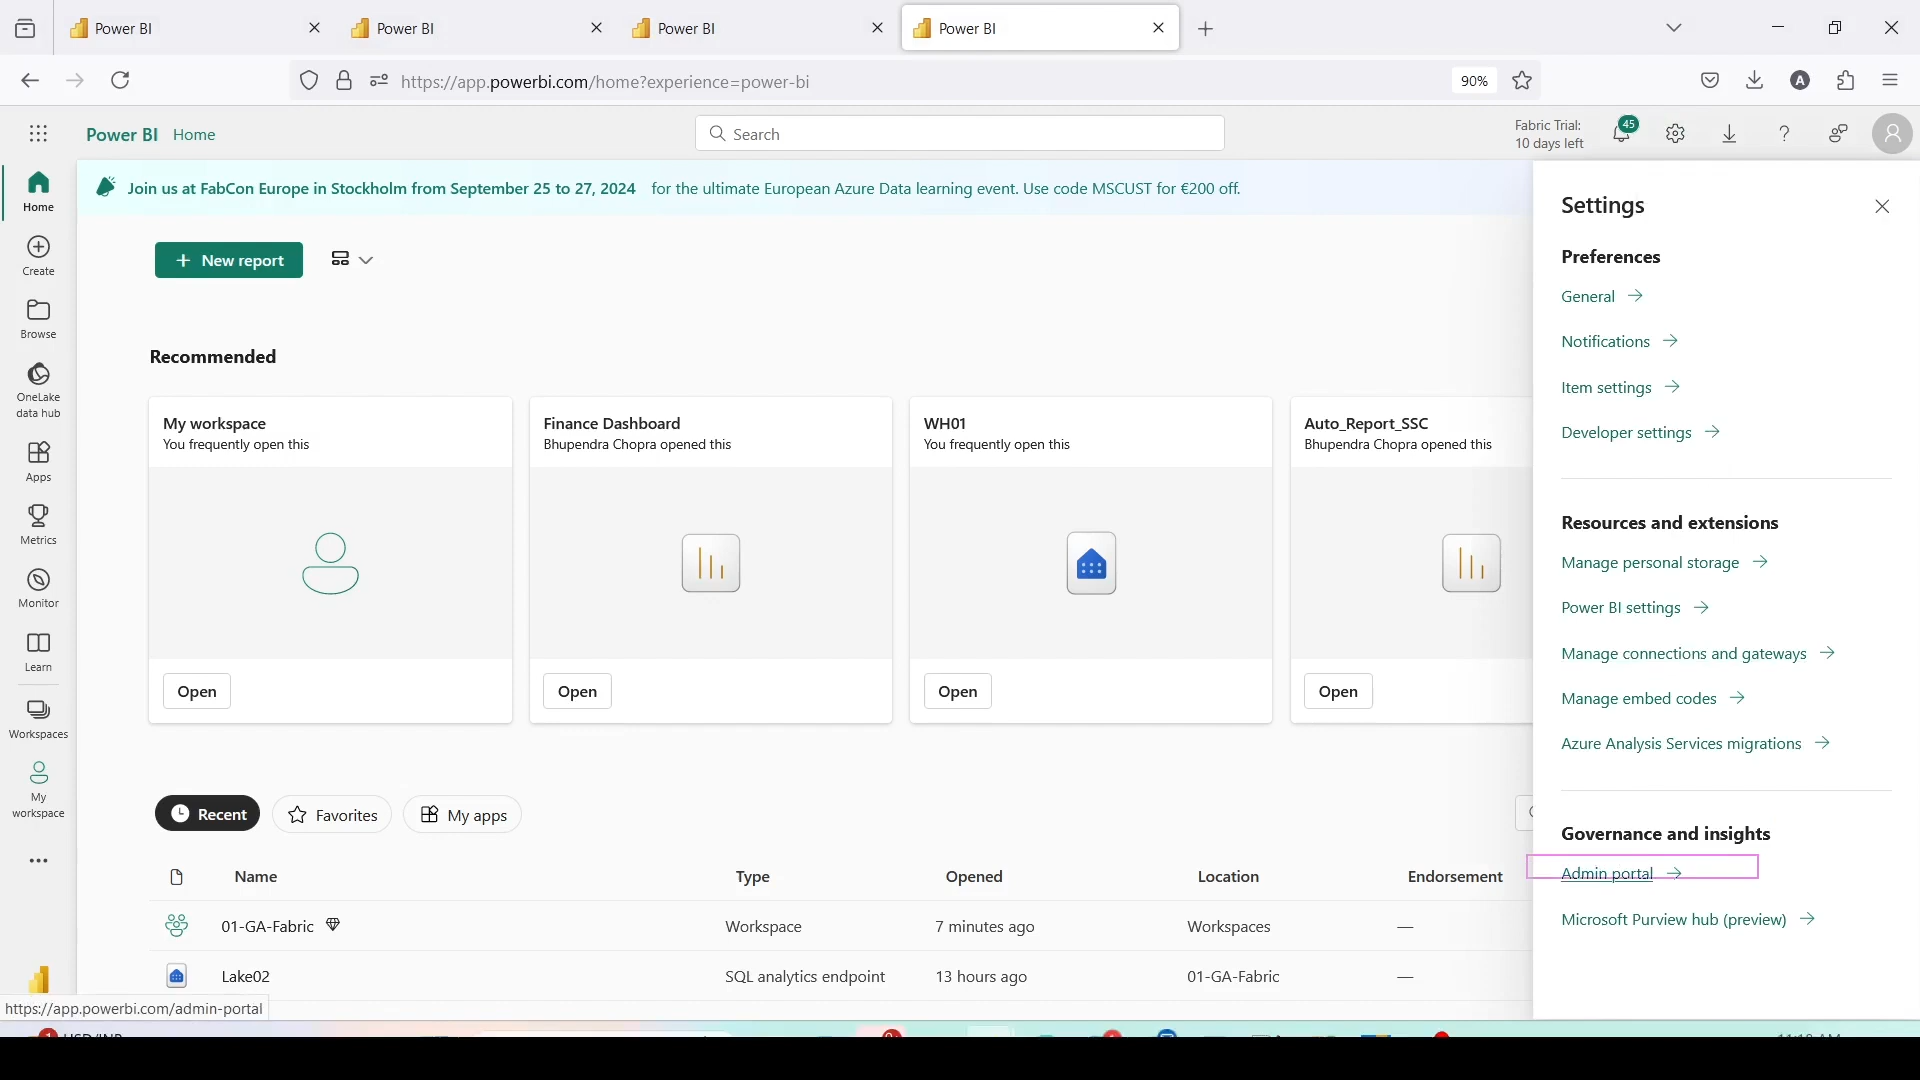 Power BI
Power BI
Power BI
Power BI
https://app.powerbi.com/home?experience=power-bi
90%
A
Power BI
Home
Search
Fabric Trial:
10 days left
45
Join us at FabCon Europe in Stockholm from September 25 to 27, 2024 for the ultimate European Azure Data learning event. Use code MSCUST for €200 off.
Home
Create
Browse
OneLake
data hub
Apps
Metrics
Monitor
Learn
Workspaces
My
workspace
New report
Recommended
My workspace
You frequently open this
Open
Finance Dashboard
Bhupendra Chopra opened this
Open
WH01
You frequently open this
Open
Auto_Report_SSC
Bhupendra Chopra opened this
Open
Recent
Favorites
My apps
Name Type Opened Location Endorsement
01-GA-Fabric Workspace 7 minutes ago Workspaces —
Lake02 SQL analytics endpoint 13 hours ago 01-GA-Fabric —
Settings
Preferences
General
Notifications
Item settings
Developer settings
Resources and extensions
Manage personal storage
Power BI settings
Manage connections and gateways
Manage embed codes
Azure Analysis Services migrations
Governance and insights
Admin portal
Microsoft Purview hub (preview)
https://app.powerbi.com/admin-portal